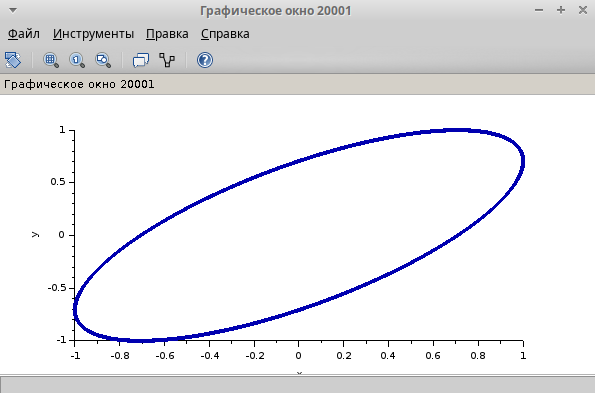 Графическое окно 20001
Файл Инструменты Правка Справка
Графическое окно 20001
1
0.5
0
-0.5
-1
y
-1 -0.8 -0.6 -0.4 -0.2 0 0.2 0.4 0.6 0.8 1